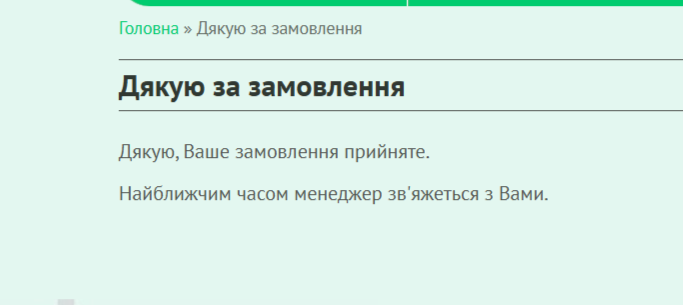 Головна » Дякую за замовлення
Дякую за замовлення
Дякую, Ваше замовлення прийняте.
Найближчим часом менеджер зв'яжеться з Вами.